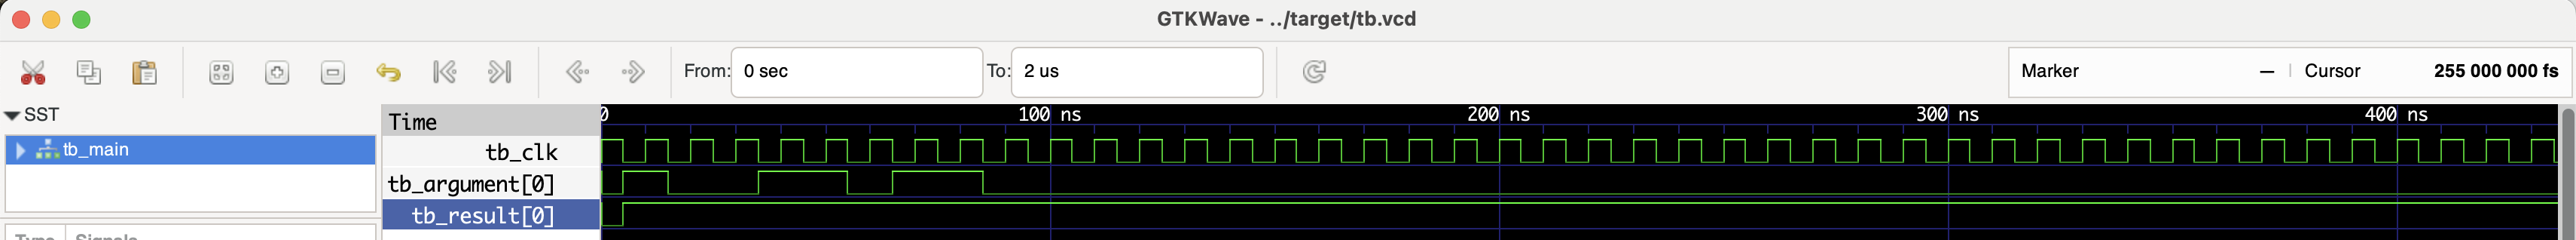 GTKWave - ../target/tb.vcd
From: 0 sec To: 2 us Marker — | Cursor 255 000 000 fs
SST
tb_main
Type Signals
Time
0 100 ns 200 ns 300 ns 400 ns
tb_clk
tb_argument[0]
tb_result[0]